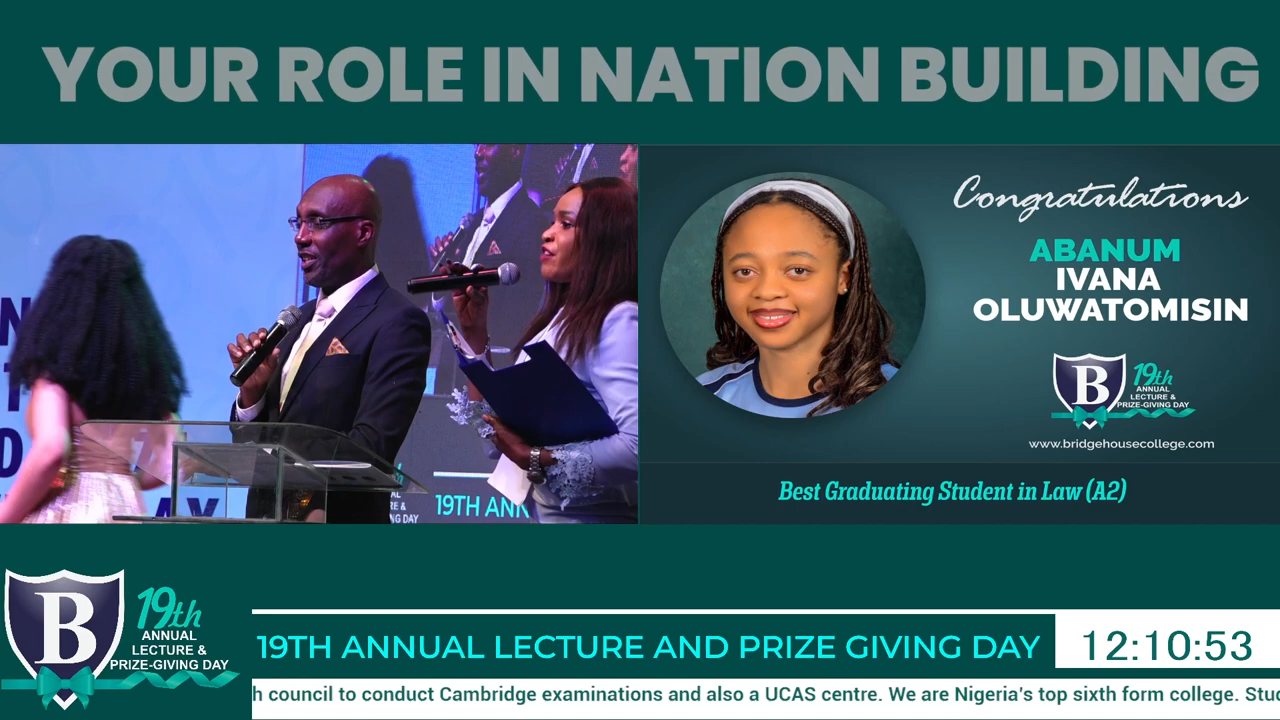 YOUR ROLE IN NATION BUILDING
19TH ANN
Congratulations
ABANUM
IVANA
OLUWATOMISIN
B
19th
ANNUAL
LECTURE &
PRIZE-GIVING DAY
www.bridgehousecollege.com
Best Graduating Student in Law (A2)
B
19th
ANNUAL
LECTURE &
PRIZE-GIVING DAY
19TH ANNUAL LECTURE AND PRIZE GIVING DAY
12:10:53
h council to conduct Cambridge examinations and also a UCAS centre. We are Nigeria's top sixth form college. Stud